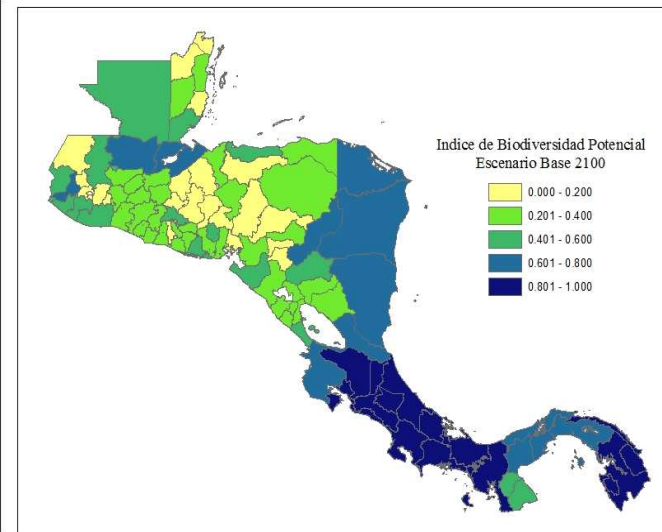 Indice de Biodiversidad Potencial
Escenario Base 2100
0.000 - 0.200
0.201 - 0.400
0.401 - 0.600
0.601 - 0.800
0.801 - 1.000